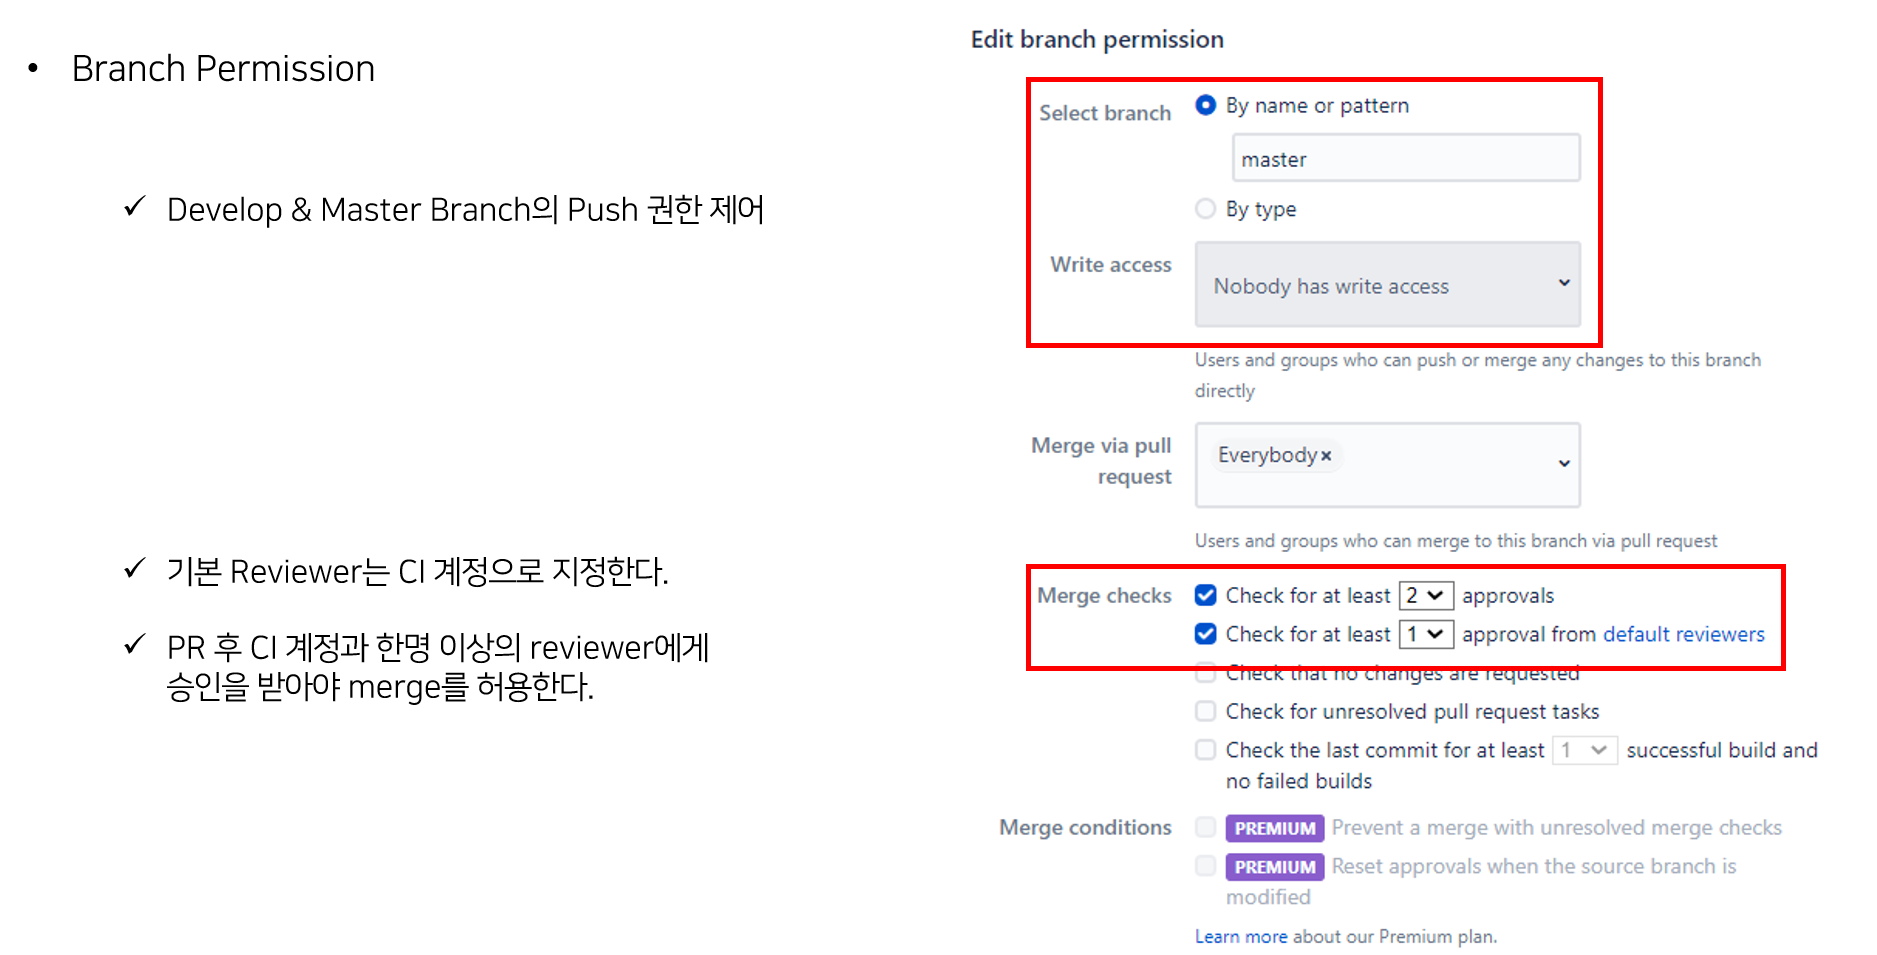 • Branch Permission
✓ Develop & Master Branch의 Push 권한 제어
✓ 기본 Reviewer는 CI 계정으로 지정한다.
✓ PR 후 CI 계정과 한명 이상의 reviewer에게
승인을 받아야 merge를 허용한다.
Edit branch permission
Select branch
By name or pattern
master
By type
Write access
Nobody has write access
Users and groups who can push or merge any changes to this branch
directly
Merge via pull
request
Everybody×
Users and groups who can merge to this branch via pull request
Merge checks
Check for at least 2 approvals
Check for at least 1 approval from default reviewers
Check that no changes are requested
Check for unresolved pull request tasks
Check the last commit for at least 1 successful build and
no failed builds
Merge conditions
PREMIUM Prevent a merge with unresolved merge checks
PREMIUM Reset approvals when the source branch is
modified
Learn more about our Premium plan.